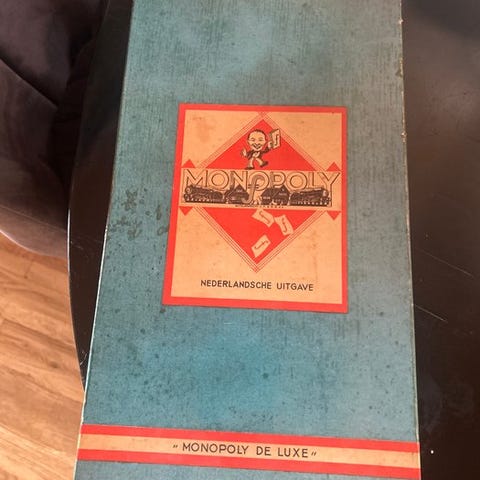 MONOPOLY
NEDERLANDSCHE UITGAVE
„ MONOPOLY DE LUXE "